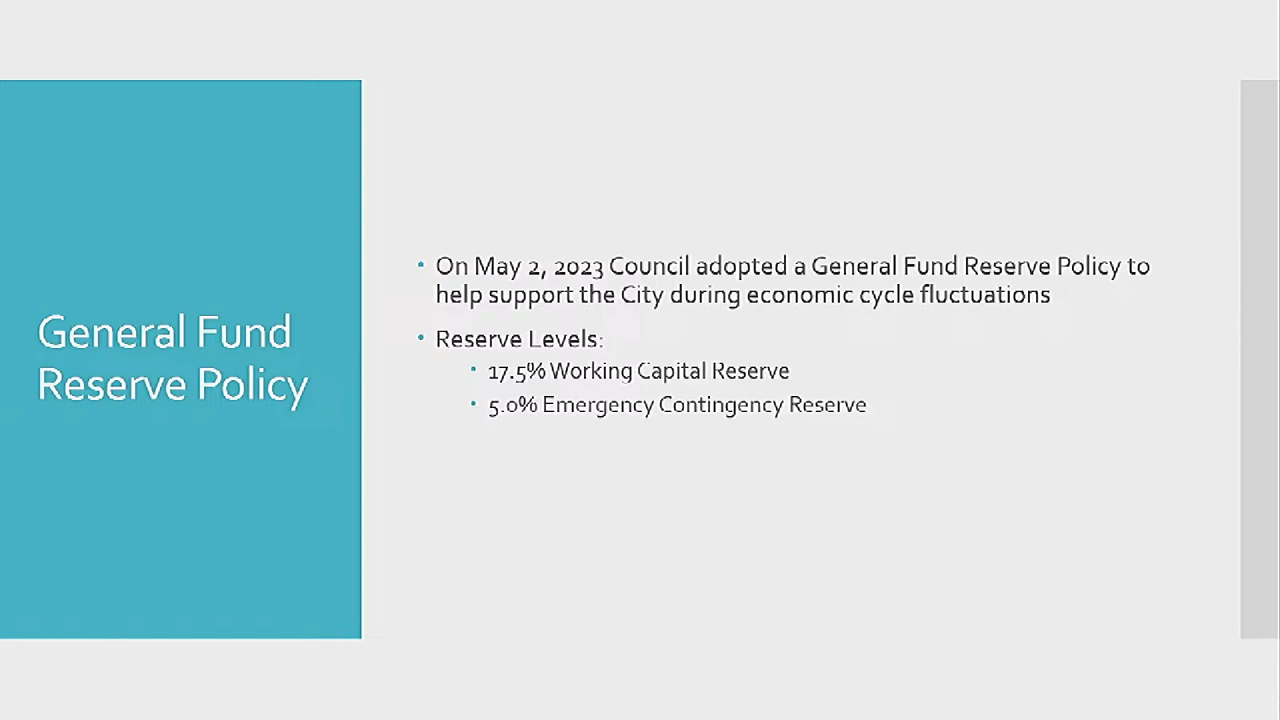 General Fund
Reserve Policy
• On May 2, 2023 Council adopted a General Fund Reserve Policy to
help support the City during economic cycle fluctuations
• Reserve Levels:
• 17.5% Working Capital Reserve
• 5.0% Emergency Contingency Reserve